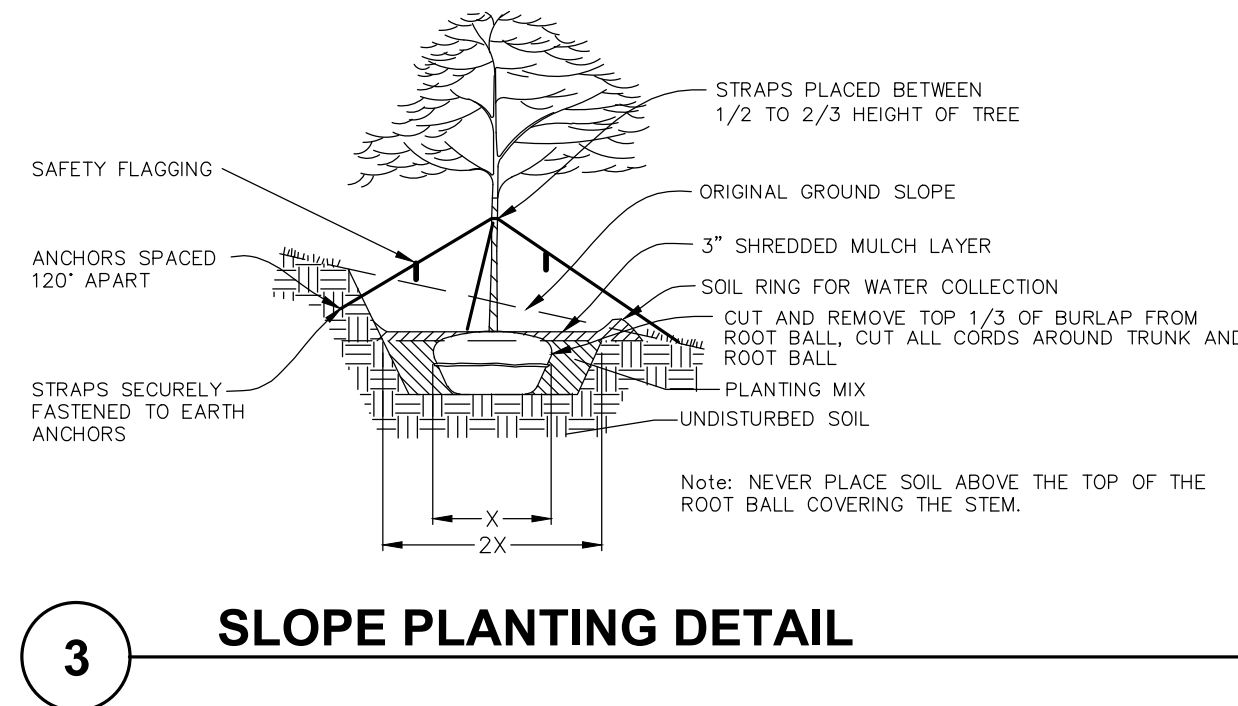 STRAPS PLACED BETWEEN
1/2 TO 2/3 HEIGHT OF TREE
SAFETY FLAGGING
ORIGINAL GROUND SLOPE
3" SHREDDED MULCH LAYER
ANCHORS SPACED
120° APART
SOIL RING FOR WATER COLLECTION
CUT AND REMOVE TOP 1/3 OF BURLAP FROM
ROOT BALL, CUT ALL CORDS AROUND TRUNK AND
ROOT BALL
STRAPS SECURELY
FASTENED TO EARTH
ANCHORS
PLANTING MIX
UNDISTURBED SOIL
Note: NEVER PLACE SOIL ABOVE THE TOP OF THE
ROOT BALL COVERING THE STEM.
X
2X
3
SLOPE PLANTING DETAIL